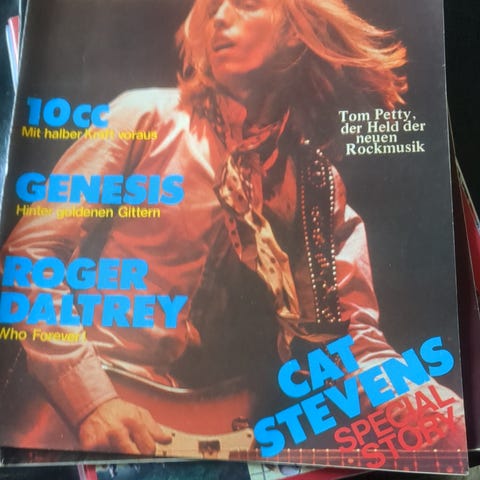 10cc
Mit halber Kraft voraus
Tom Petty,
der Held der
neuen
Rockmusik
GENESIS
Hinter goldenen Gittern
ROGER
DALTREY
Who Forever!
CAT
STEVENS
SPECIAL
STORY